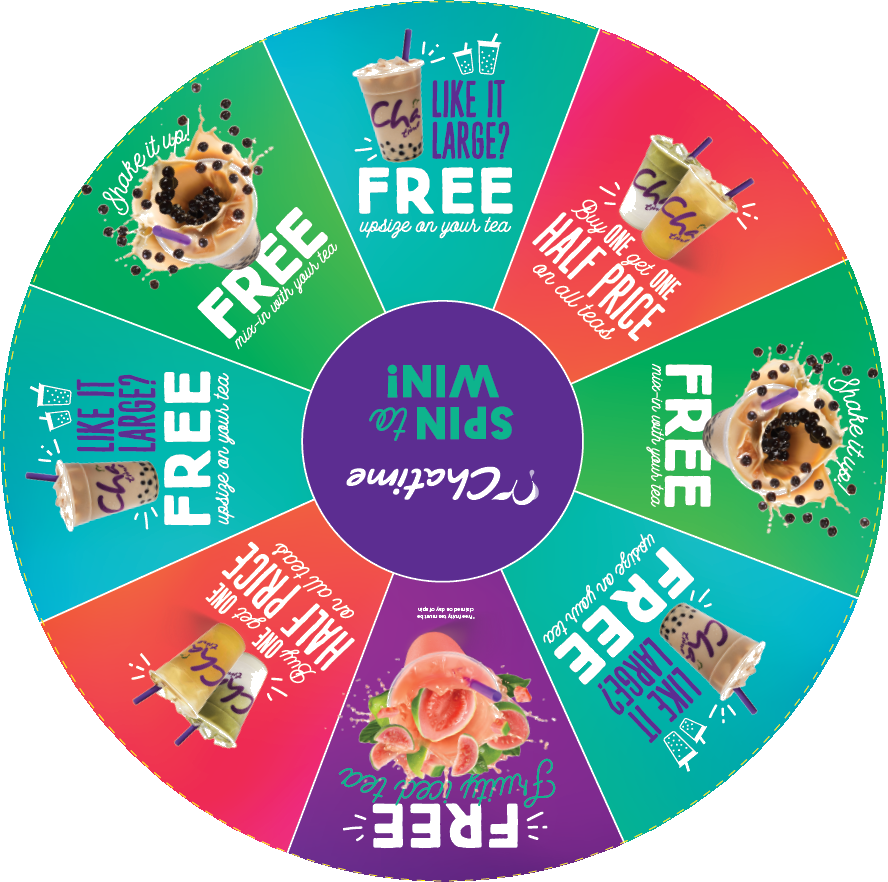 LIKE IT
LARGE?
FREE
upsize on your tea
Buy ONE get ONE
HALF PRICE
on all teas
Shake it up!
FREE
mix-in with your tea
LIKE IT
LARGE?
FREE
upsize on your tea
FREE
Fruity iced tea
*free fruity tea must be
claimed on day of spin
Buy ONE get ONE
HALF PRICE
on all teas
LIKE IT
LARGE?
FREE
upsize on your tea
Shake it up!
FREE
mix-in with your tea
Chatime
SPIN to
WIN!